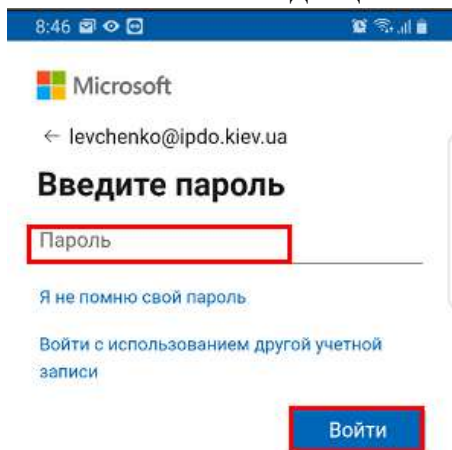 8:46
Microsoft
← levchenko@ipdo.kiev.ua
Введите пароль
Пароль
Я не помню свой пароль
Войти с использованием другой учетной
записи
Войти